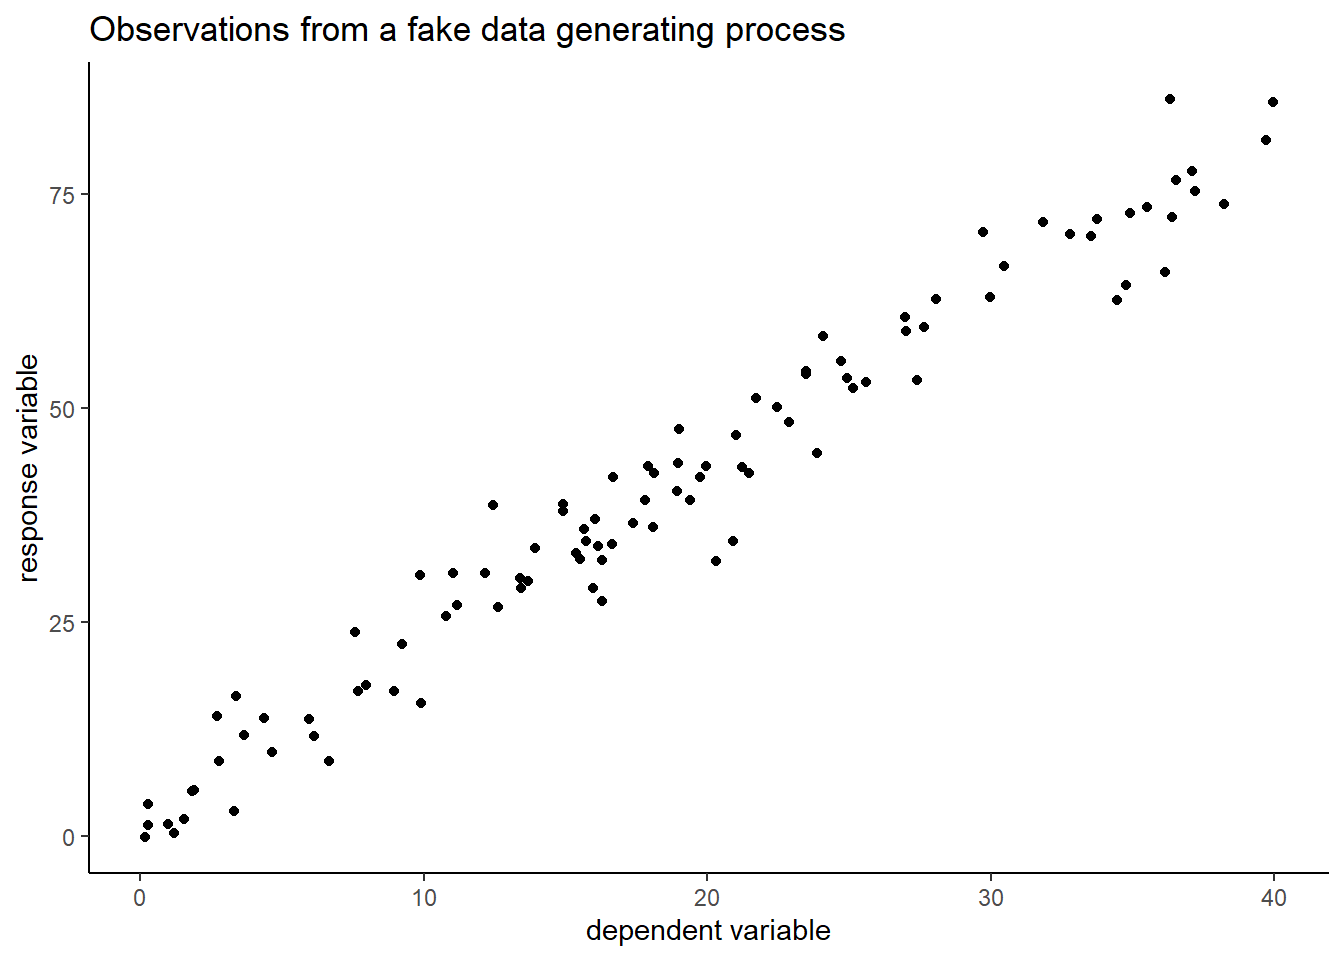 Observations from a fake data generating process
75
50
25
0
response variable
0 10 20 30 40
dependent variable